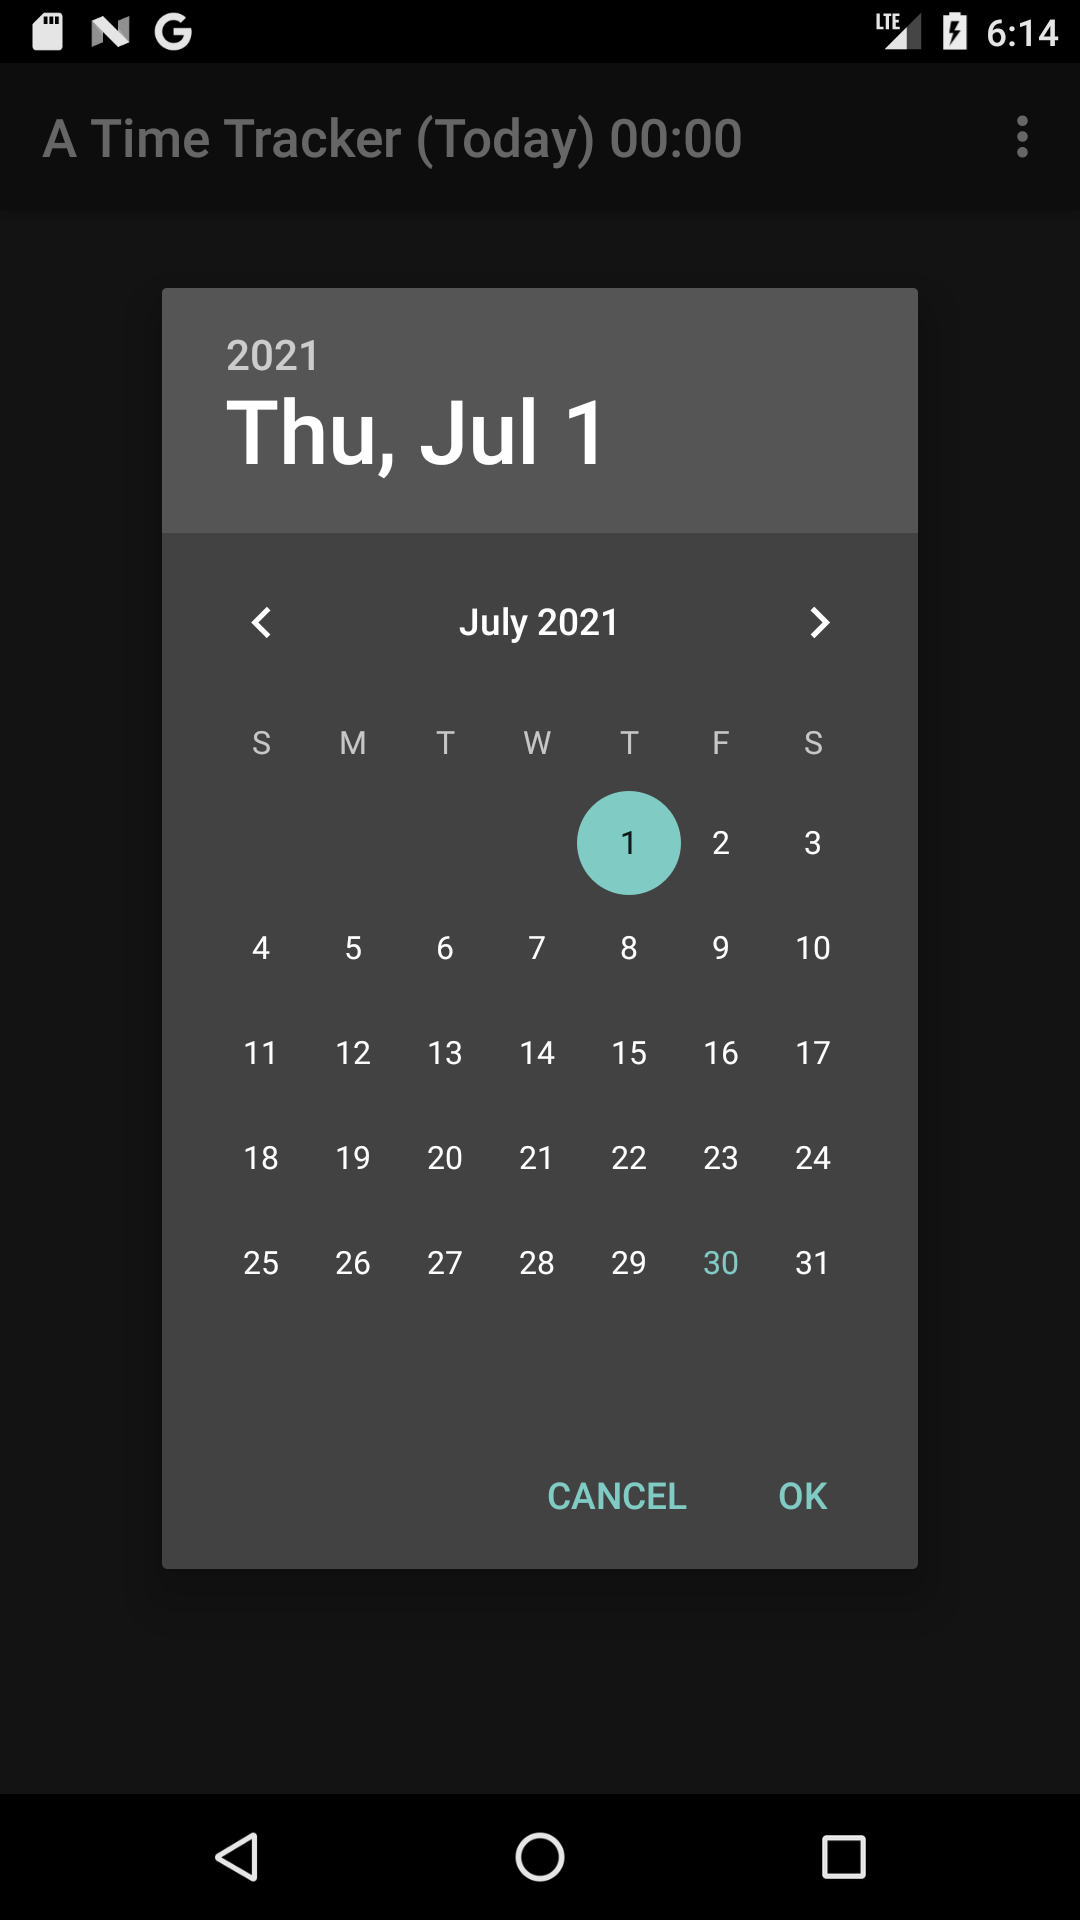 LTE 6:14
A Time Tracker (Today) 00:00
2021
Thu, Jul 1
July 2021
S M T W T F S
1 2 3
4 5 6 7 8 9 10
11 12 13 14 15 16 17
18 19 20 21 22 23 24
25 26 27 28 29 30 31
CANCEL OK